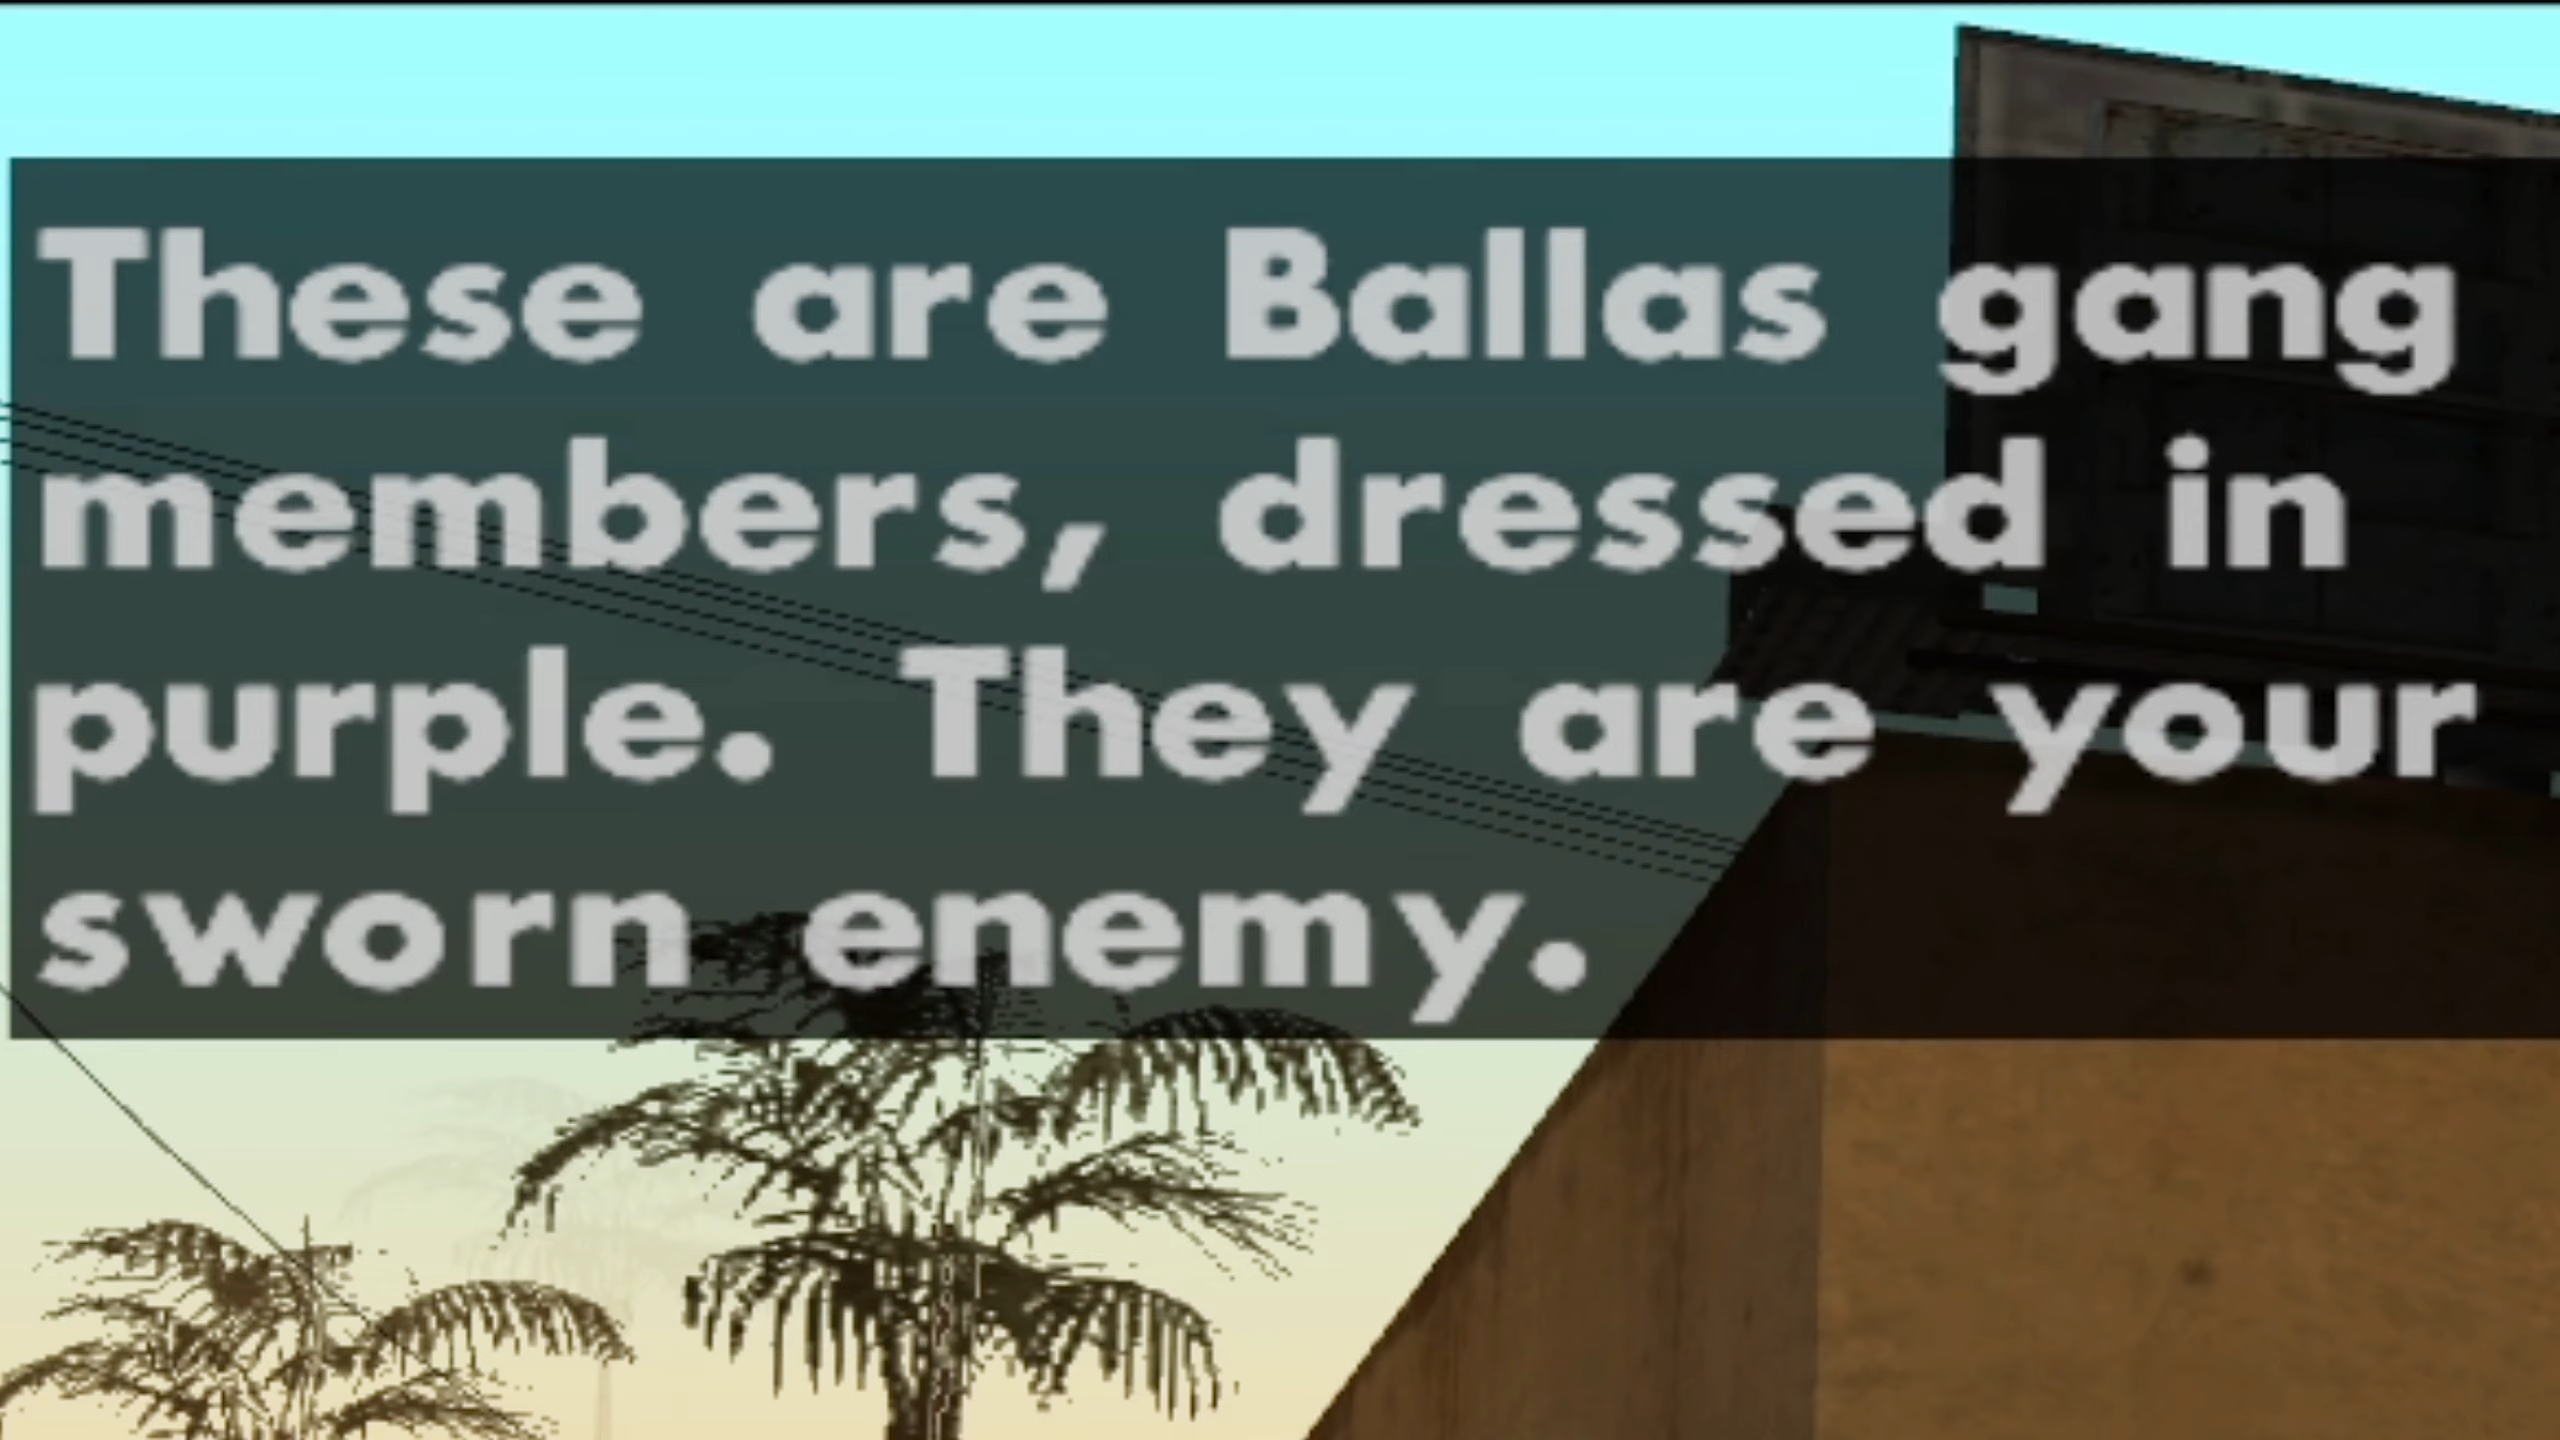 These are Ballas gang
members, dressed in
purple. They are your
sworn enemy.